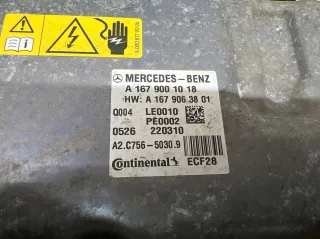 MERCEDES-BENZ
A 167 900 10 18
HW: A 167 906 38 01
Q004 LE0010
PE0002
0526 220310
A2.C756-5030.9
Continental ECF28